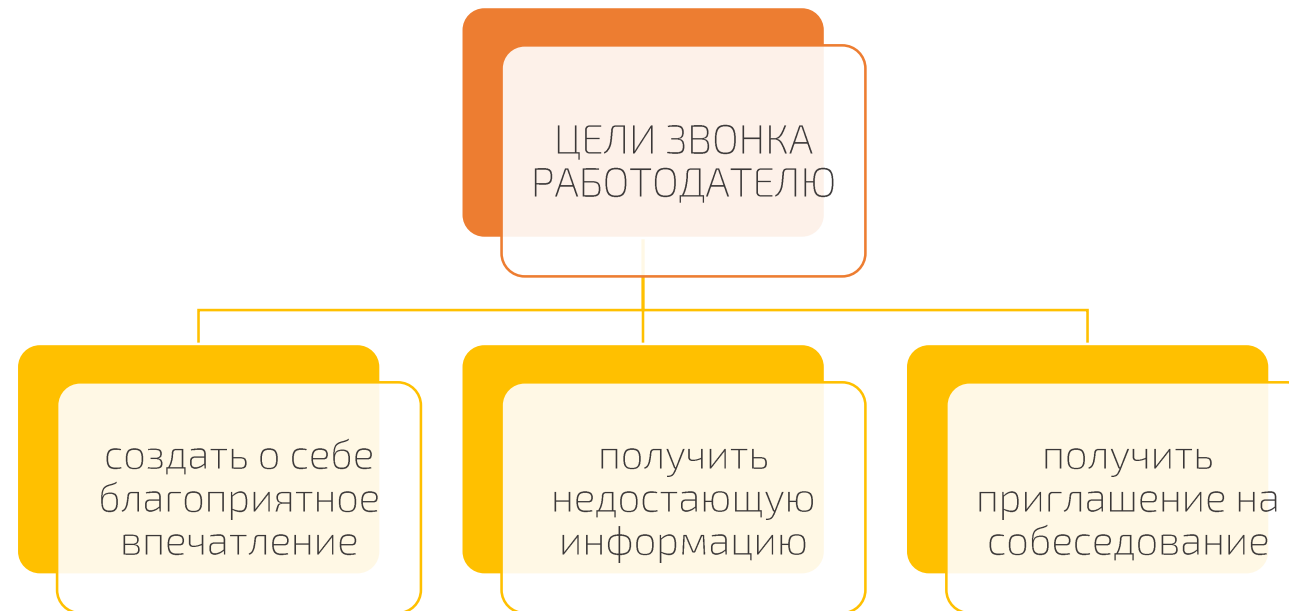 ЦЕЛИ ЗВОНКА
РАБОТОДАТЕЛЮ
создать о себе
благоприятное
впечатление
получить
недостающую
информацию
получить
приглашение на
собеседование